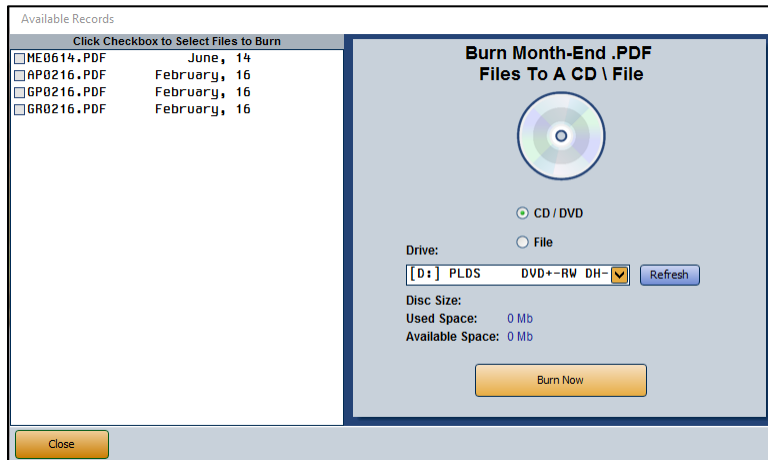 Available Records
Click Checkbox to Select Files to Burn
ME0614.PDF June, 14
AP0216.PDF February, 16
GP0216.PDF February, 16
GR0216.PDF February, 16
Burn Month-End .PDF
Files To A CD \ File
CD / DVD
File
Drive:
[D:] PLDS DVD+-RW DH-
Refresh
Disc Size:
Used Space: 0 Mb
Available Space: 0 Mb
Burn Now
Close